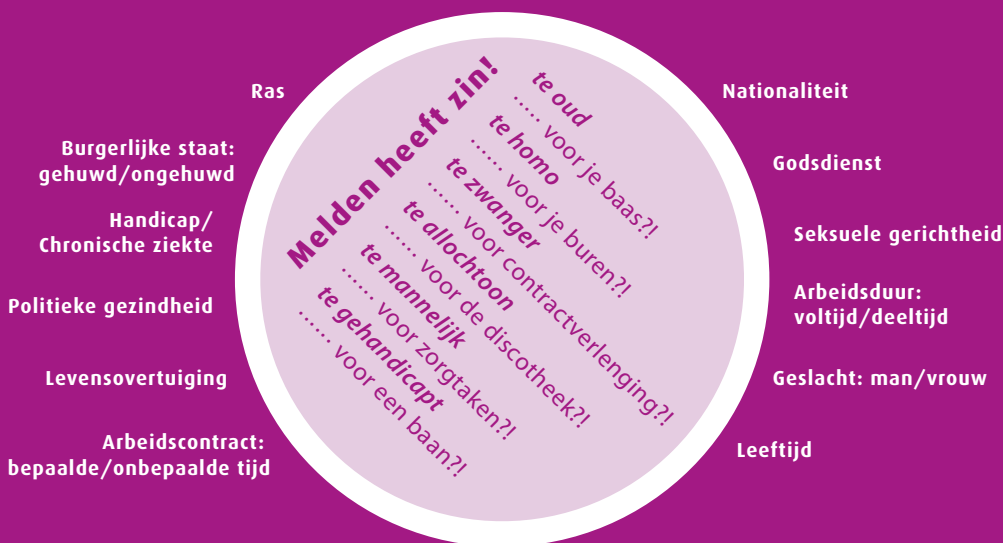 Ras
Burgerlijke staat:
gehuwd/ongehuwd
Handicap/
Chronische ziekte
Politieke gezindheid
Levensovertuiging
Arbeidscontract:
bepaalde/onbepaalde tijd
Melden heeft zin!
te oud
..... voor je baas?!
te homo
...... voor je buren?!
te zwanger
...... voor contractverlenging?!
te allochtoon
...... voor de discotheek?!
te mannelijk
...... voor zorgtaken?!
te gehandicapt
...... voor een baan?!
Nationaliteit
Godsdienst
Seksuele gerichtheid
Arbeidsduur:
voltijd/deeltijd
Geslacht: man/vrouw
Leeftijd